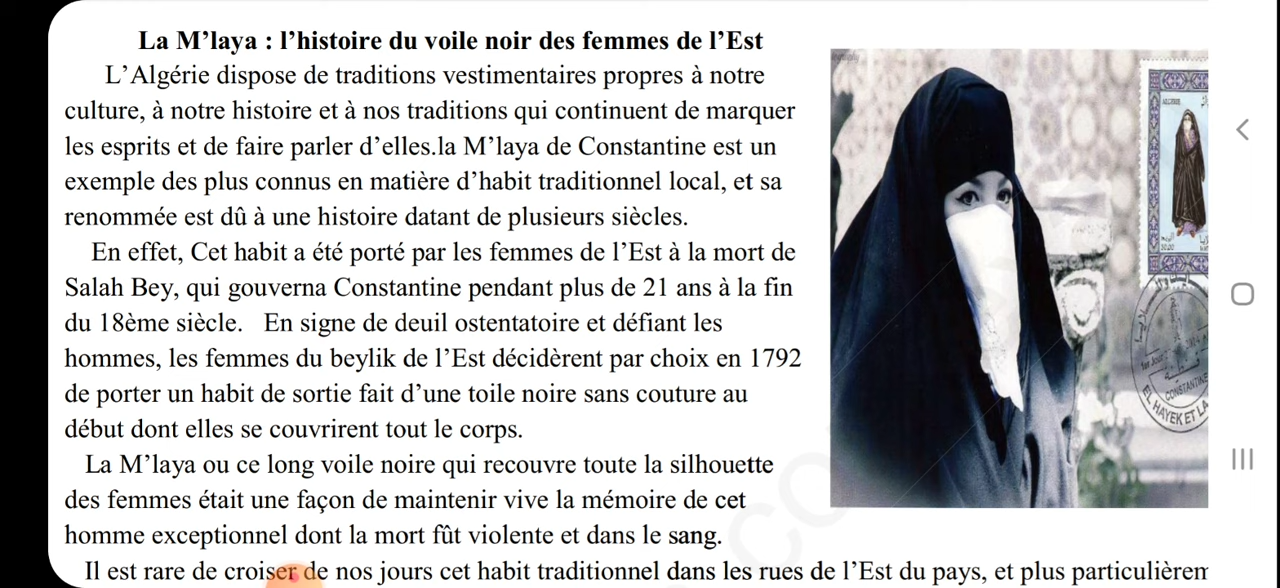 La M’laya : l’histoire du voile noir des femmes de l’Est
L’Algérie dispose de traditions vestimentaires propres à notre
culture, à notre histoire et à nos traditions qui continuent de marquer
les esprits et de faire parler d’elles.la M’laya de Constantine est un
exemple des plus connus en matière d’habit traditionnel local, et sa
renommée est dû à une histoire datant de plusieurs siècles.
En effet, Cet habit a été porté par les femmes de l’Est à la mort de
Salah Bey, qui gouverna Constantine pendant plus de 21 ans à la fin
du 18ème siècle. En signe de deuil ostentatoire et défiant les
hommes, les femmes du beylik de l’Est décidèrent par choix en 1792
de porter un habit de sortie fait d’une toile noire sans couture au
début dont elles se couvrirent tout le corps.
La M’laya ou ce long voile noire qui recouvre toute la silhouette
des femmes était une façon de maintenir vive la mémoire de cet
homme exceptionnel dont la mort fût violente et dans le sang.
Il est rare de croiser de nos jours cet habit traditionnel dans les rues de l’Est du pays, et plus particulièrem
ALGERIE
30.00
1er Jour
CONSTANTINE
EL HAYEK ET LA